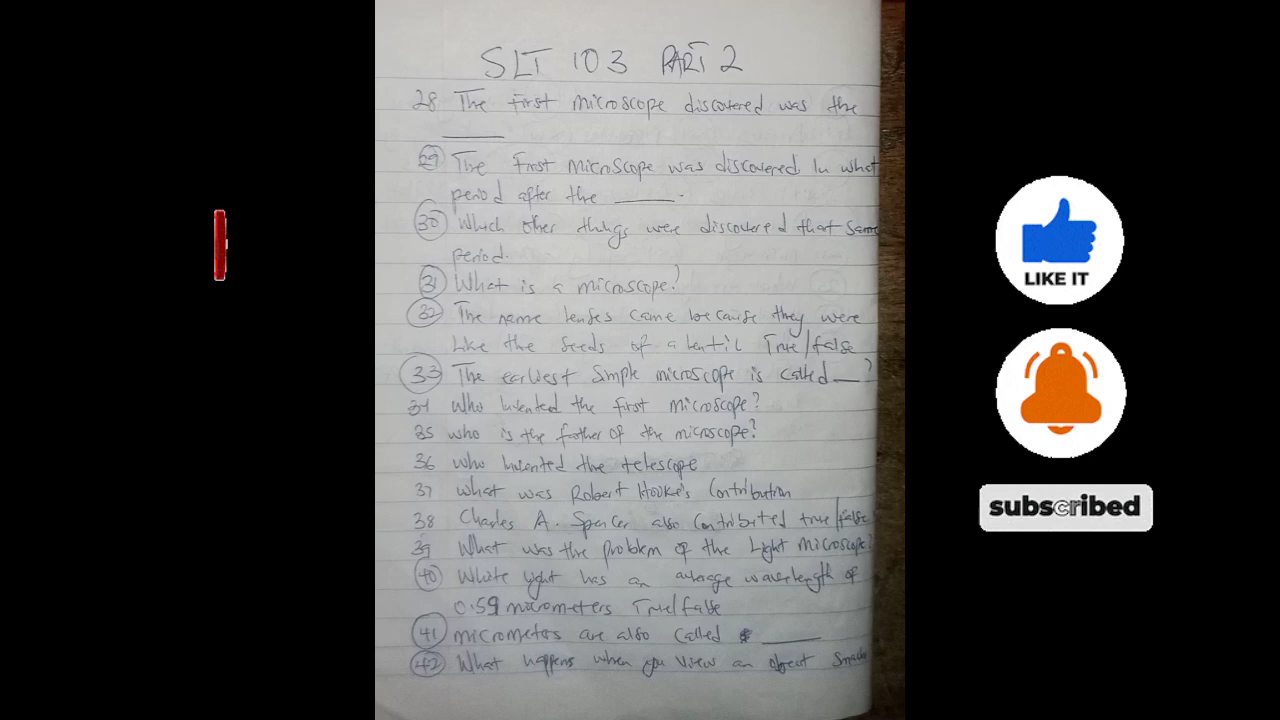 SLT 103 PART 2
28 The first microscope discovered was the
______
29 The First Microscope was discovered in what
period after the ______.
30 Which other things were discovered that same
period.
31 What is a microscope?
32 The name lenses came because they were
like the seeds of a lentil True/false
33 The earliest Simple microscope is called __?
34 Who invented the first microscope?
35 who is the father of the microscope?
36 who invented the telescope
37 what was Robert Hooke's Contribution
38 Charles A. Spencer also Contributed true/false
39 What was the problem of the Light Microscope?
40 White light has an average wavelength of
0.59 micrometers True/false
41 micrometers are also called ______
42 What happens when you view an object
LIKE IT
subscribed